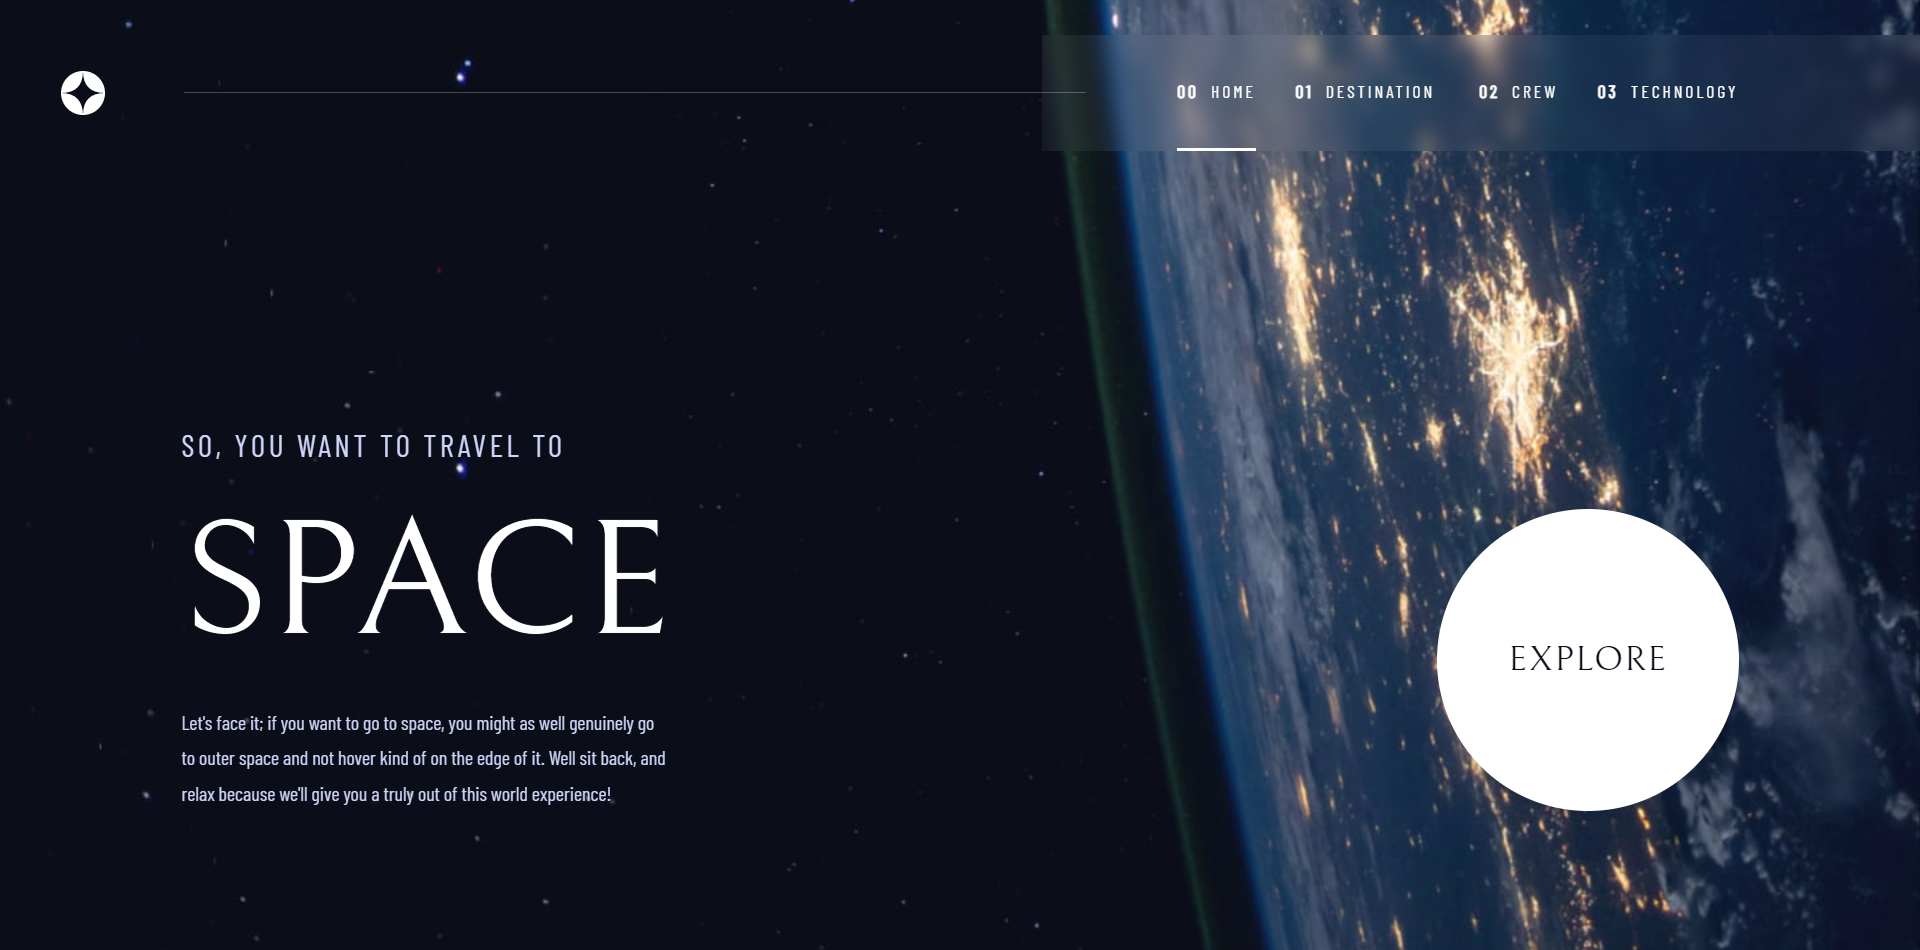 00 HOME 01 DESTINATION 02 CREW 03 TECHNOLOGY
SO, YOU WANT TO TRAVEL TO
SPACE
Let's face it; if you want to go to space, you might as well genuinely go
to outer space and not hover kind of on the edge of it. Well sit back, and
relax because we'll give you a truly out of this world experience!
EXPLORE